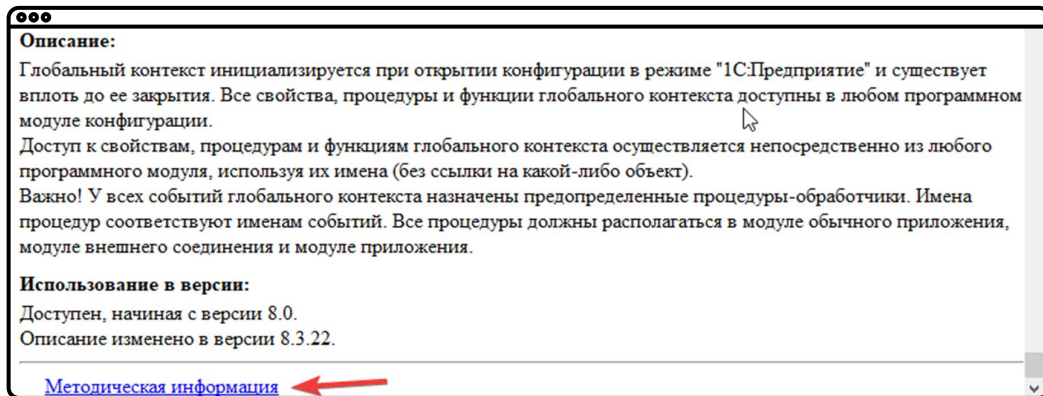 Описание:
Глобальный контекст инициализируется при открытии конфигурации в режиме "1С:Предприятие" и существует
вплоть до ее закрытия. Все свойства, процедуры и функции глобального контекста доступны в любом программном
модуле конфигурации.
Доступ к свойствам, процедурам и функциям глобального контекста осуществляется непосредственно из любого
программного модуля, используя их имена (без ссылки на какой-либо объект).
Важно! У всех событий глобального контекста назначены предопределенные процедуры-обработчики. Имена
процедур соответствуют именам событий. Все процедуры должны располагаться в модуле обычного приложения,
модуле внешнего соединения и модуле приложения.
Использование в версии:
Доступен, начиная с версии 8.0.
Описание изменено в версии 8.3.22.
Методическая информация